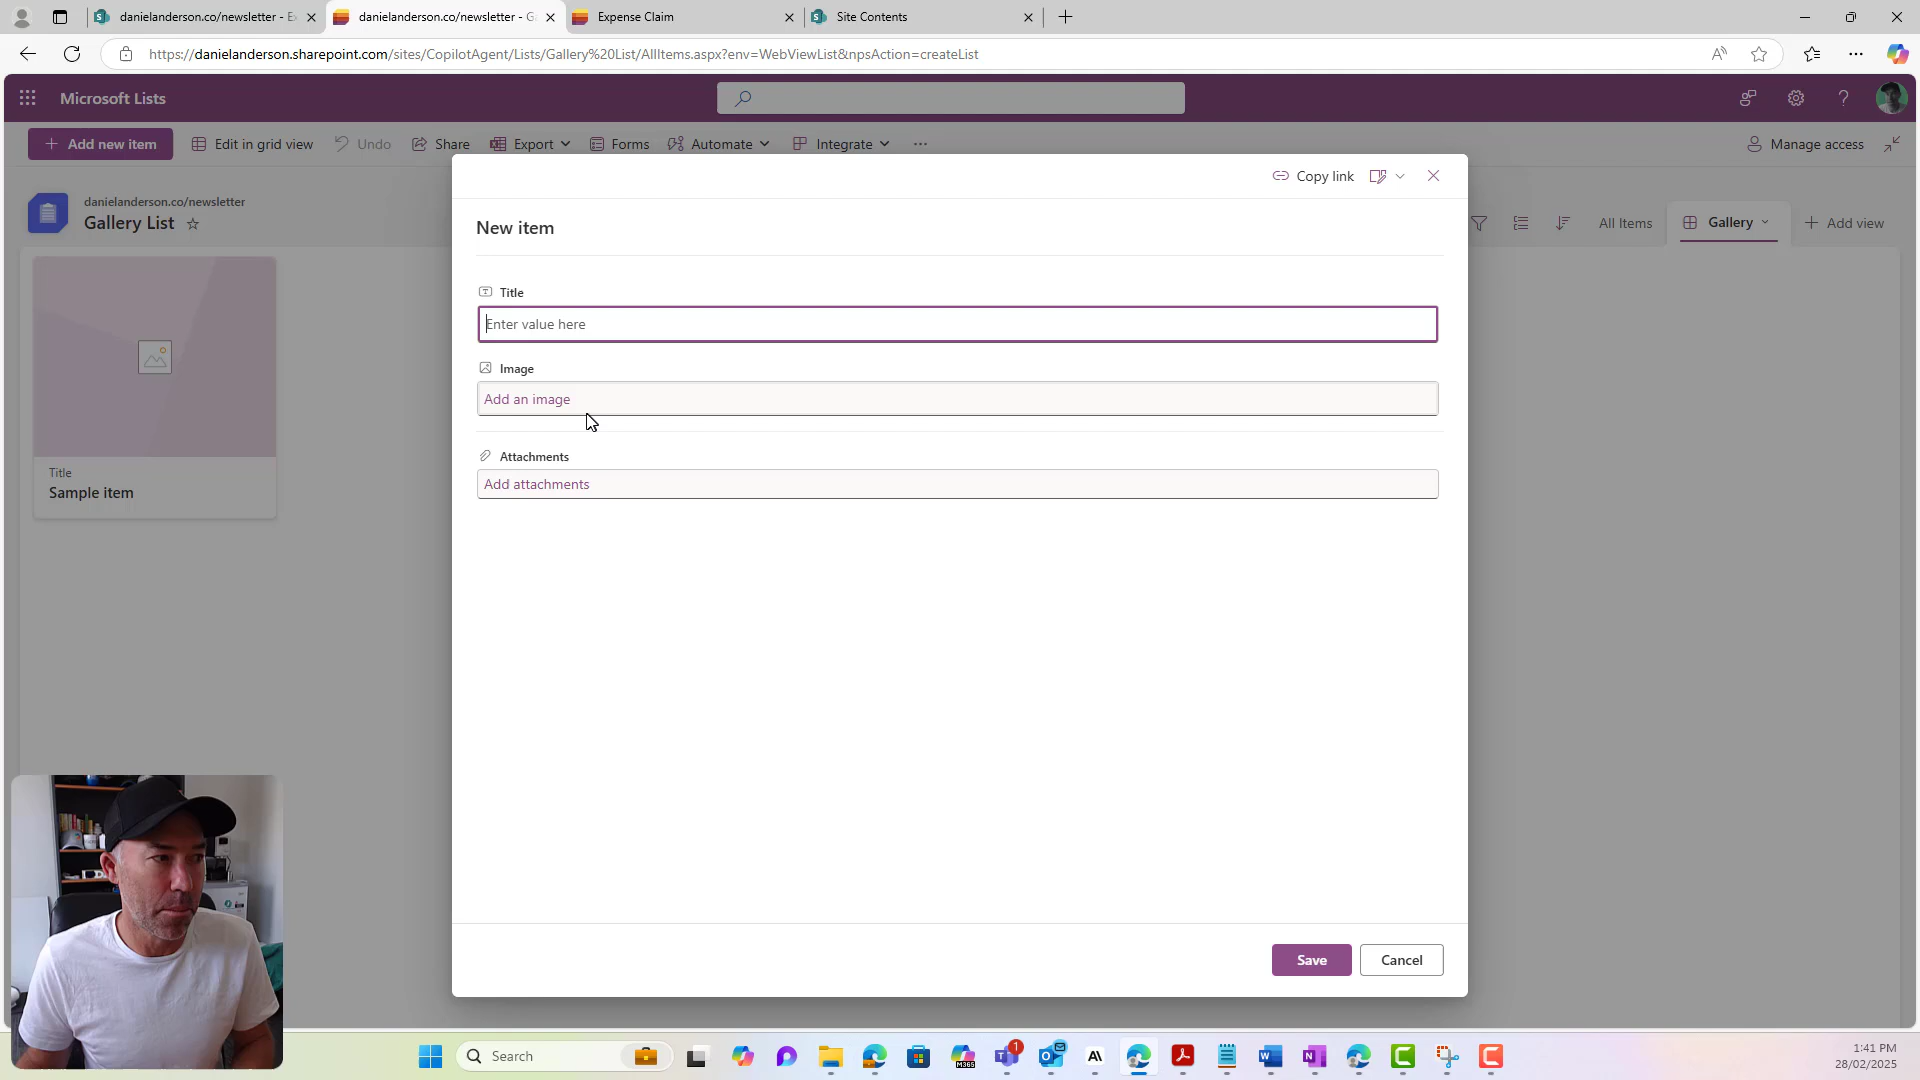 danielanderson.co/newsletter - E
danielanderson.co/newsletter - G
Expense Claim
Site Contents
https://danielanderson.sharepoint.com/sites/CopilotAgent/Lists/Gallery%20List/AllItems.aspx?env=WebViewList&npsAction=createList
Microsoft Lists
Add new item
Edit in grid view
Undo
Share
Export
Forms
Automate
Integrate
Manage access
danielanderson.co/newsletter
Gallery List
All Items
Gallery
Add view
Title
Sample item
Copy link
New item
Title
Enter value here
Image
Add an image
Attachments
Add attachments
Save
Cancel
Search
M365
1
1:41 PM
28/02/2025